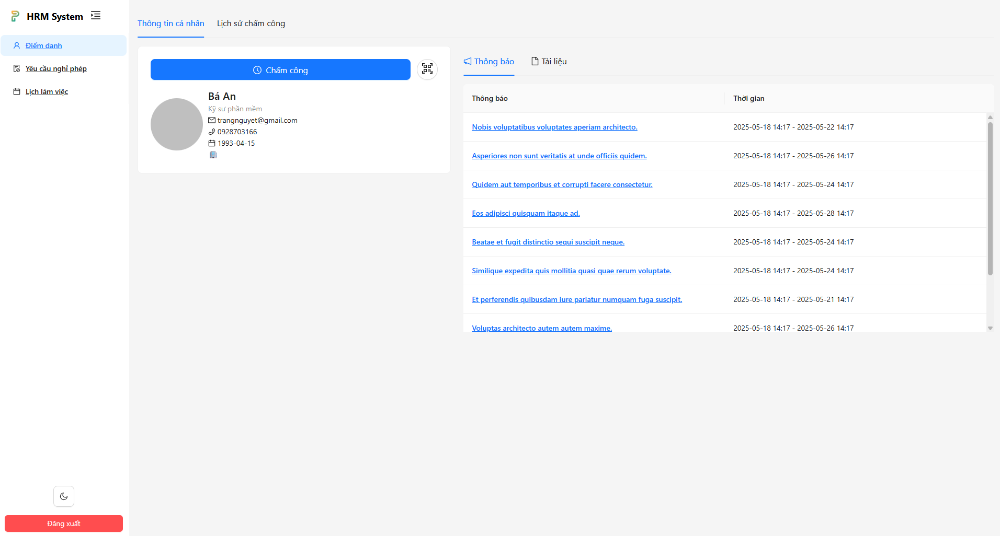 HRM System
Điểm danh
Yêu cầu nghỉ phép
Lịch làm việc
Đăng xuất
Thông tin cá nhân
Lịch sử chấm công
Chấm công
Bá An
Kỹ sư phần mềm
trangnguyet@gmail.com
0928703166
1993-04-15
Thông báo
Tài liệu
Thông báo Thời gian
Nobis voluptatibus voluptates aperiam architecto. 2025-05-18 14:17 - 2025-05-22 14:17
Asperiores non sunt veritatis at unde officiis quidem. 2025-05-18 14:17 - 2025-05-26 14:17
Quidem aut temporibus et corrupti facere consectetur. 2025-05-18 14:17 - 2025-05-24 14:17
Eos adipisci quisquam itaque ad. 2025-05-18 14:17 - 2025-05-28 14:17
Beatae et fugit distinctio sequi suscipit neque. 2025-05-18 14:17 - 2025-05-24 14:17
Similique expedita quis mollitia quasi quae rerum voluptate. 2025-05-18 14:17 - 2025-05-24 14:17
Et perferendis quibusdam iure pariatur numquam fuga suscipit. 2025-05-18 14:17 - 2025-05-21 14:17
Voluptas architecto autem autem maxime. 2025-05-18 14:17 - 2025-05-26 14:17